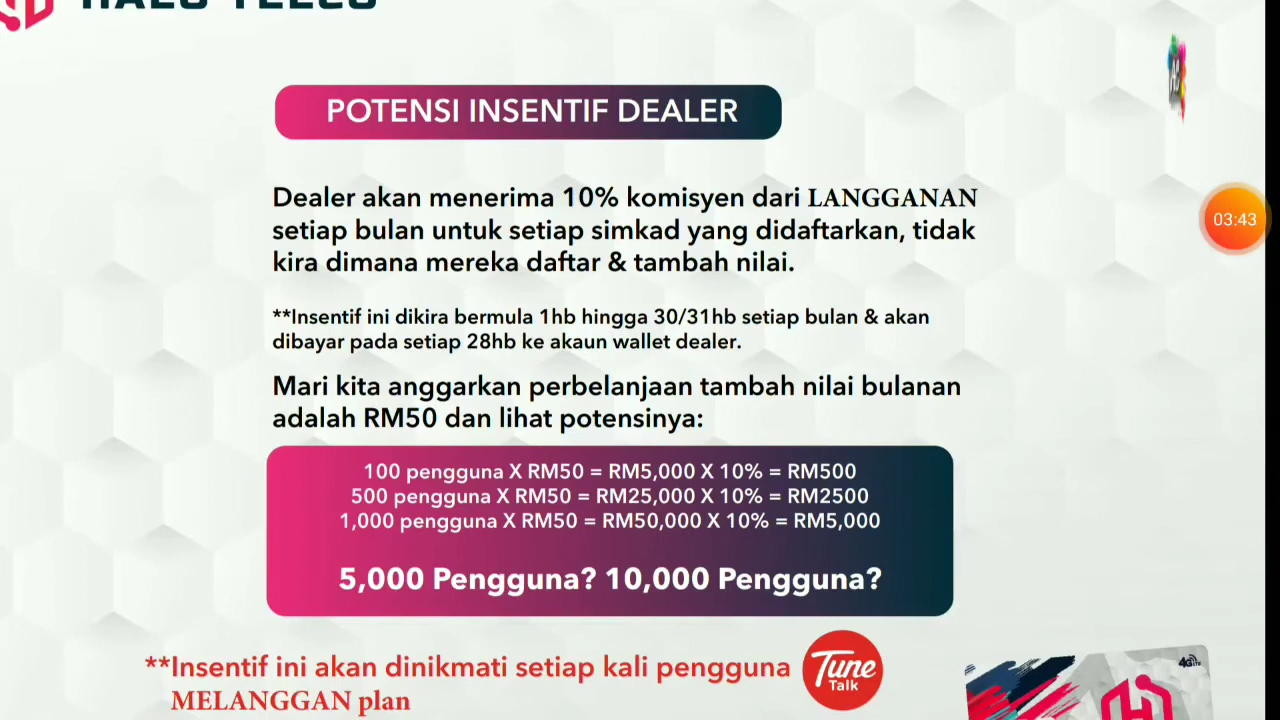 HALO TELCO
POTENSI INSENTIF DEALER
Dealer akan menerima 10% komisyen dari LANGGANAN
setiap bulan untuk setiap simkad yang didaftarkan, tidak
kira dimana mereka daftar & tambah nilai.
03:43
**Insentif ini dikira bermula 1hb hingga 30/31hb setiap bulan & akan
dibayar pada setiap 28hb ke akaun wallet dealer.
Mari kita anggarkan perbelanjaan tambah nilai bulanan
adalah RM50 dan lihat potensinya:
100 pengguna X RM50 = RM5,000 X 10% = RM500
500 pengguna X RM50 = RM25,000 X 10% = RM2500
1,000 pengguna X RM50 = RM50,000 X 10% = RM5,000
5,000 Pengguna? 10,000 Pengguna?
**Insentif ini akan dinikmati setiap kali pengguna
MELANGGAN plan
Tune
Talk
4G LTE